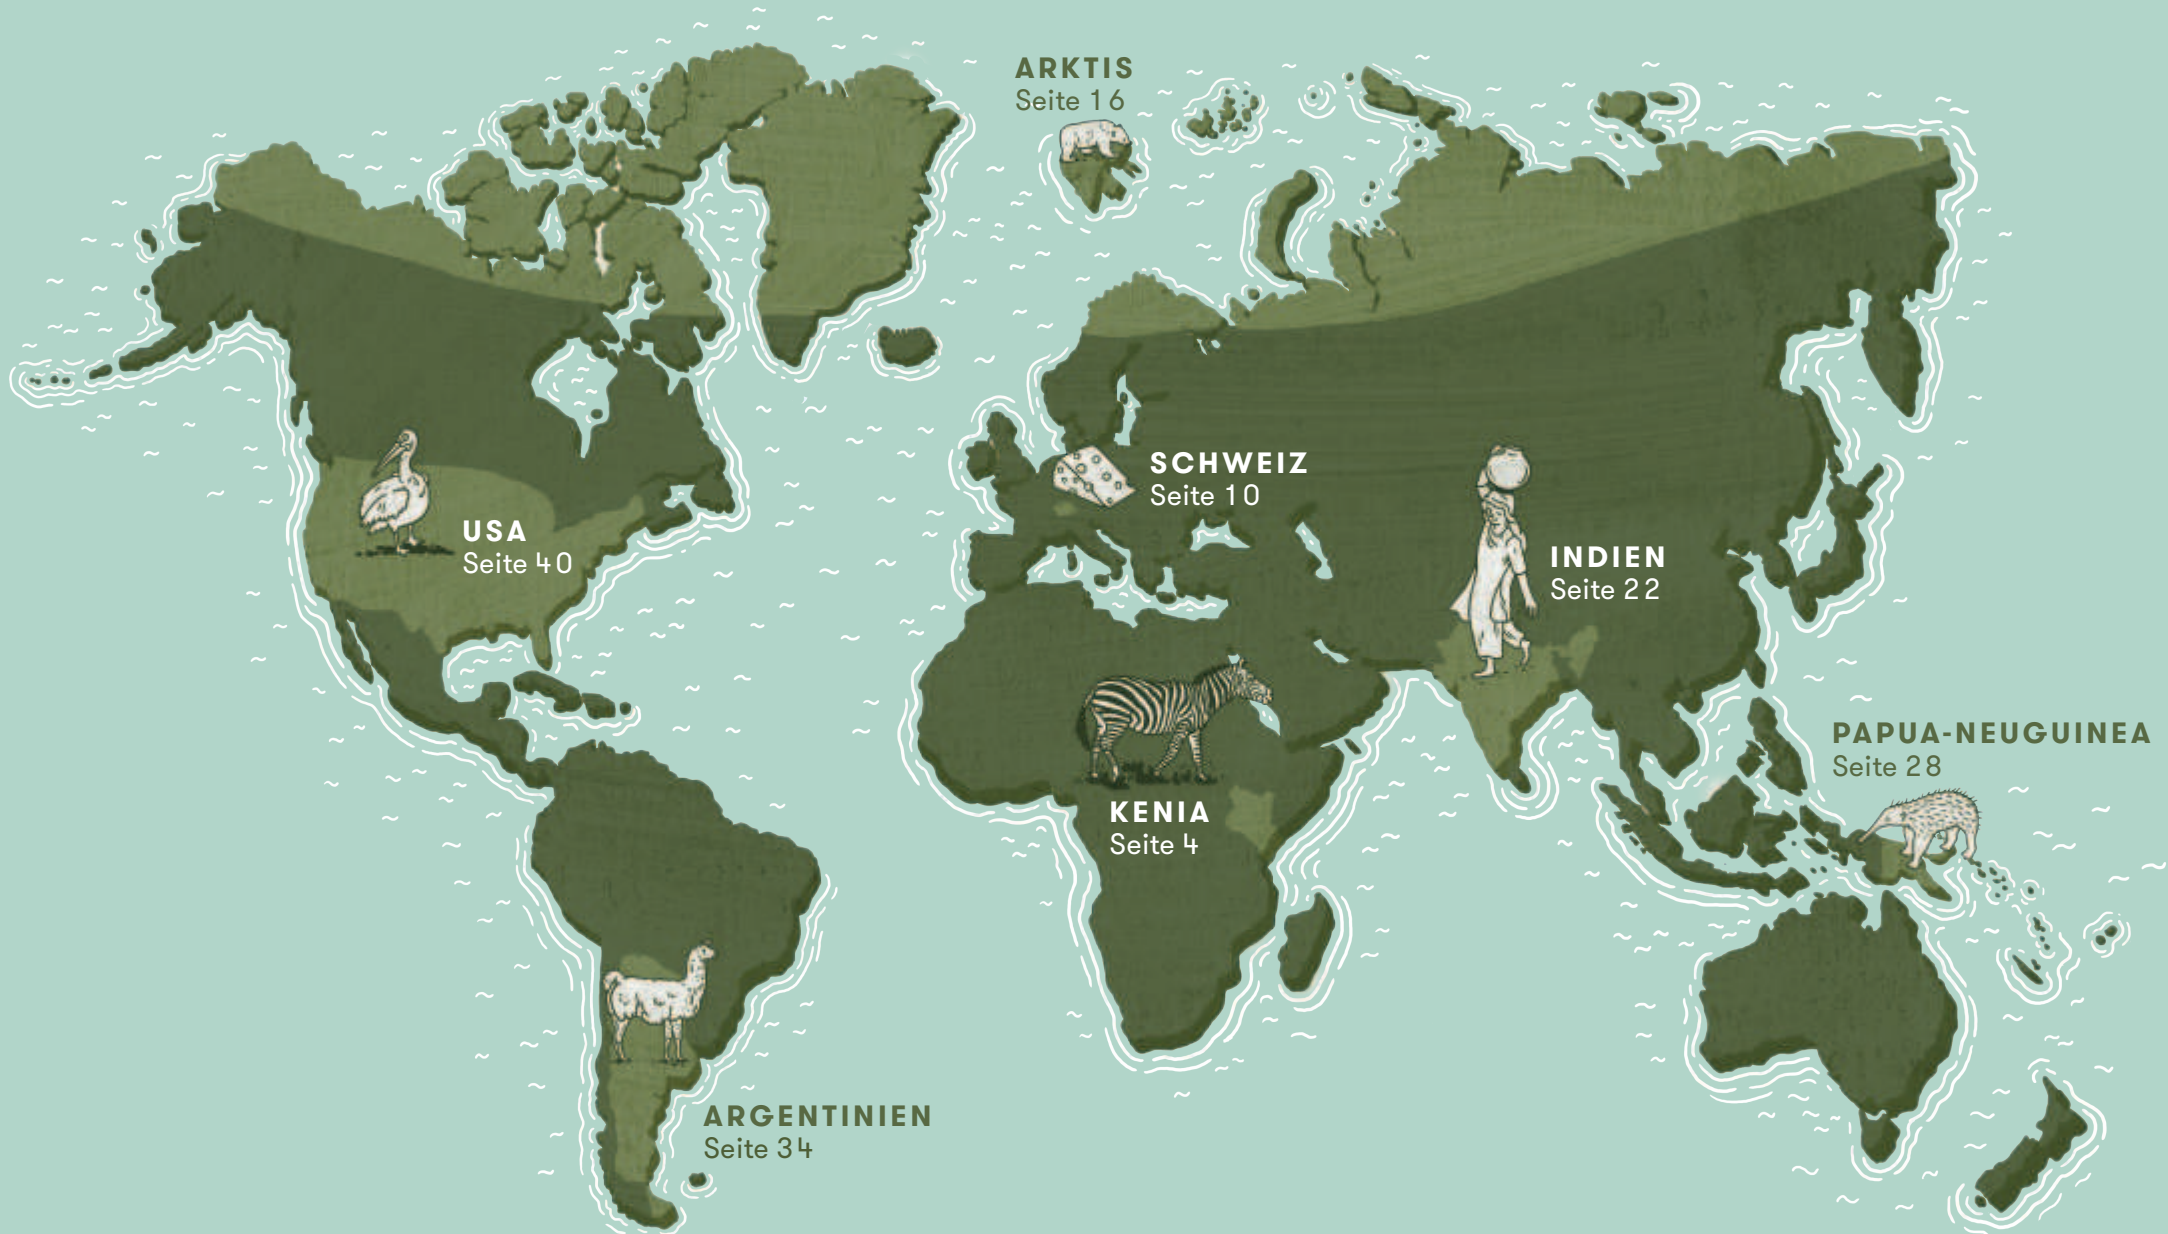 ARKTIS
Seite 16
SCHWEIZ
Seite 10
USA
Seite 40
INDIEN
Seite 22
PAPUA-NEUGUINEA
Seite 28
KENIA
Seite 4
ARGENTINIEN
Seite 34